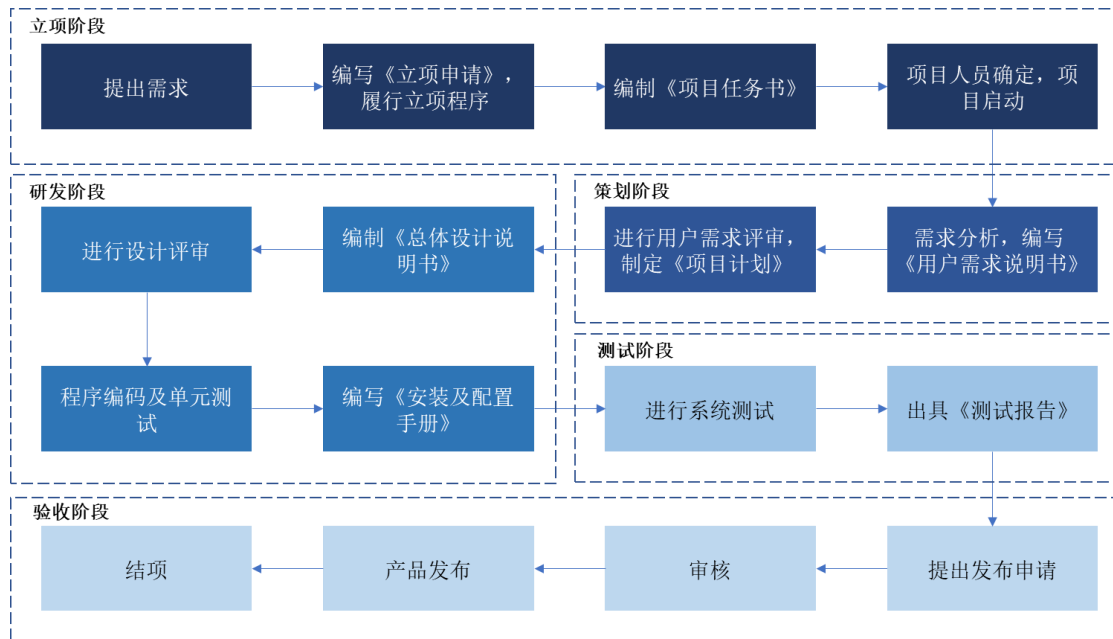 立项阶段
提出需求
编写《立项申请》，
履行立项程序
编制《项目任务书》
项目人员确定，项
目启动
策划阶段
需求分析，编写
《用户需求说明书》
进行用户需求评审，
制定《项目计划》
研发阶段
编制《总体设计说
明书》
进行设计评审
程序编码及单元测
试
编写《安装及配置
手册》
测试阶段
进行系统测试
出具《测试报告》
验收阶段
提出发布申请
审核
产品发布
结项